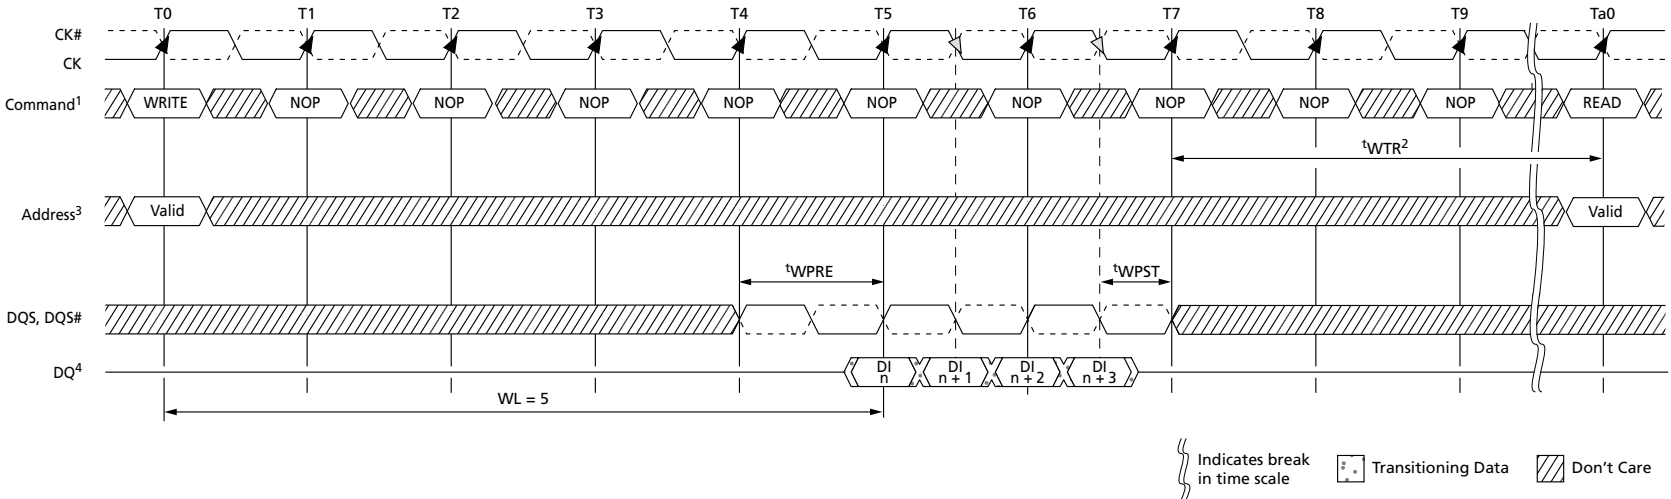 T0 T1 T2 T3 T4 T5 T6 T7 T8 T9 Ta0
CK#
CK
Command1 WRITE NOP NOP NOP NOP NOP NOP NOP NOP NOP READ
tWTR2
Address3 Valid Valid
tWPRE tWPST
DQS, DQS#
DQ4 DI n DI n + 1 DI n + 2 DI n + 3
WL = 5
Indicates break
in time scale
Transitioning Data
Don't Care